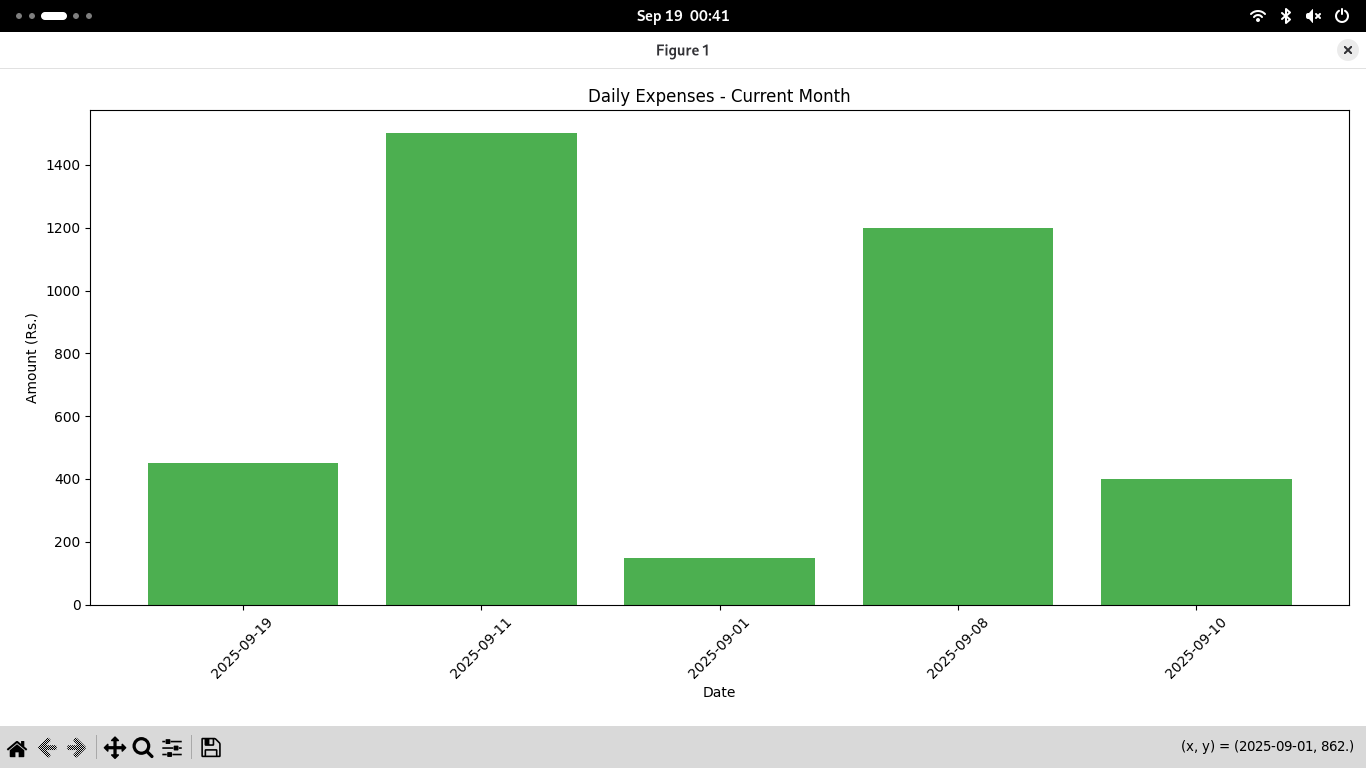 Sep 19 00:41
Figure 1
Daily Expenses - Current Month
Amount (Rs.)
1400
1200
1000
800
600
400
200
0
2025-09-19
2025-09-11
2025-09-01
2025-09-08
2025-09-10
Date
(x, y) = (2025-09-01, 862.)